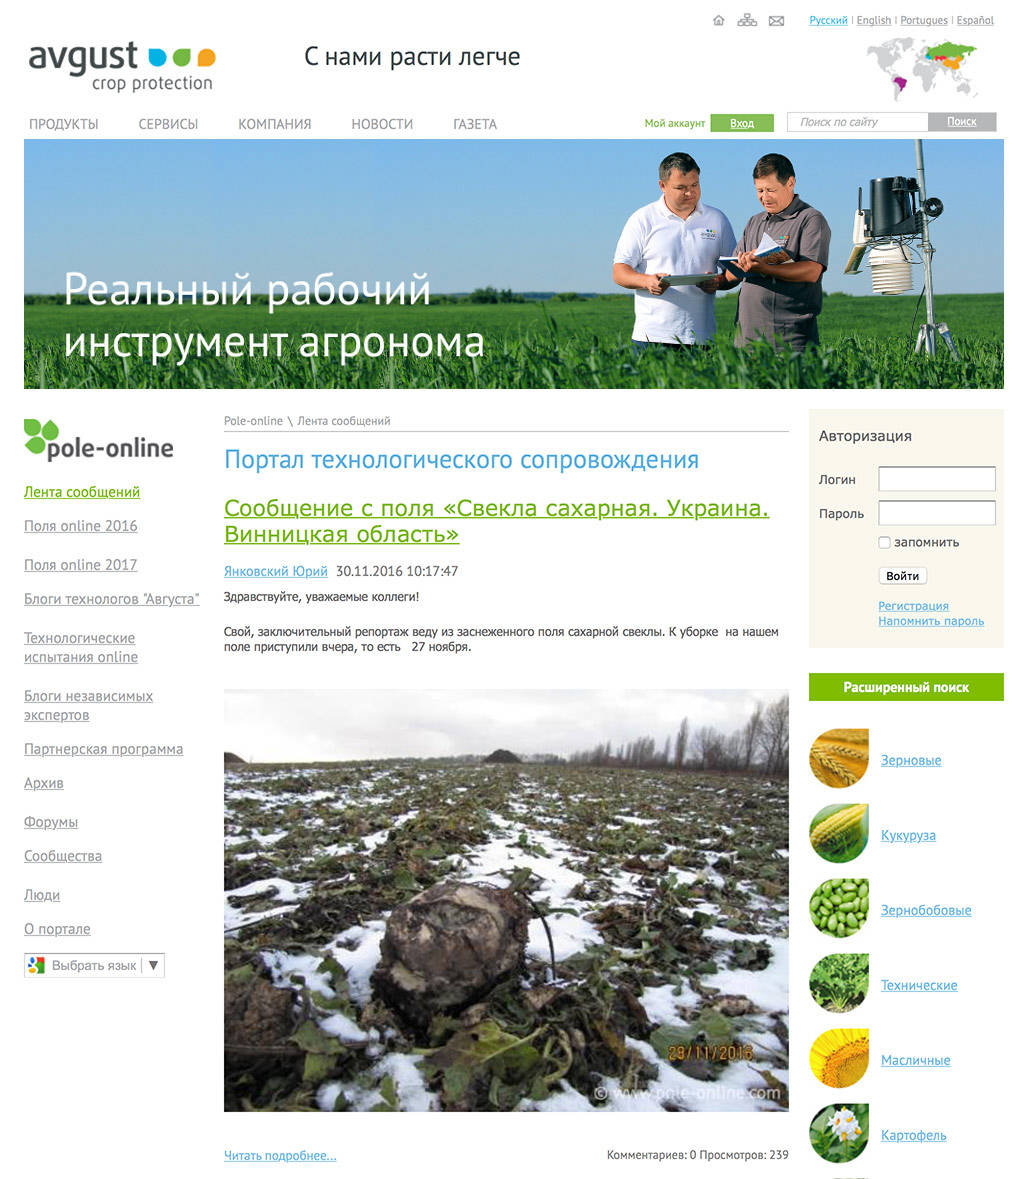 Русский | English | Portugues | Español
avgust
crop protection
С нами расти легче
ПРОДУКТЫ
СЕРВИСЫ
КОМПАНИЯ
НОВОСТИ
ГАЗЕТА
Мой аккаунт
Вход
Поиск по сайту
Поиск
avgust
Реальный рабочий
инструмент агронома
pole-online
Лента сообщений
Поля online 2016
Поля online 2017
Блоги технологов "Августа"
Технологические
испытания online
Блоги независимых
экспертов
Партнерская программа
Архив
Форумы
Сообщества
Люди
О портале
Выбрать язык | ▼
Pole-online \ Лента сообщений
Портал технологического сопровождения
Сообщение с поля «Свекла сахарная. Украина.
Винницкая область»
Янковский Юрий 30.11.2016 10:17:47
Здравствуйте, уважаемые коллеги!
Свой, заключительный репортаж веду из заснеженного поля сахарной свеклы. К уборке на нашем
поле приступили вчера, то есть 27 ноября.
29/11/2016
© www.pole-online.com
Читать подробнее...
Комментариев: 0 Просмотров: 239
Авторизация
Логин
Пароль
запомнить
Войти
Регистрация
Напомнить пароль
Расширенный поиск
Зерновые
Кукуруза
Зернобобовые
Технические
Масличные
Картофель